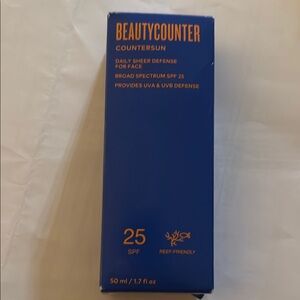 BEAUTYCOUNTER
COUNTERSUN
DAILY SHEER DEFENSE
FOR FACE
BROAD SPECTRUM SPF 25
PROVIDES UVA & UVB DEFENSE
25
SPF
REEF-FRIENDLY
50 ml / 1.7 fl oz